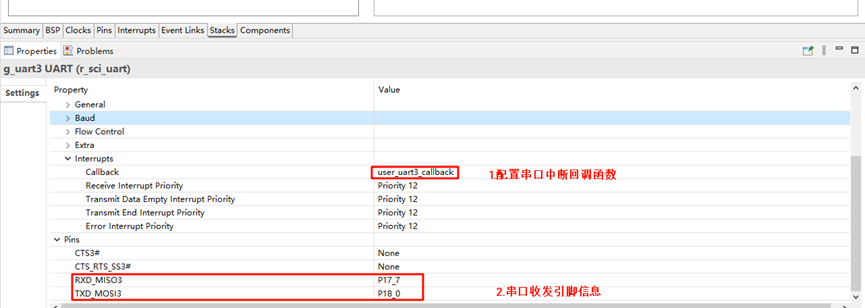 Summary BSP Clocks Pins Interrupts Event Links Stacks Components
Properties Problems
g_uart3 UART (r_sci_uart)
Settings
Property Value
General
Baud
Flow Control
Extra
Interrupts
Callback user_uart3_callback 1.配置串口中断回调函数
Receive Interrupt Priority Priority 12
Transmit Data Empty Interrupt Priority Priority 12
Transmit End Interrupt Priority Priority 12
Error Interrupt Priority Priority 12
Pins
CTS3# None
CTS_RTS_SS3# None
RXD_MISO3 P17_7
TXD_MOSI3 P18_0 2.串口收发引脚信息